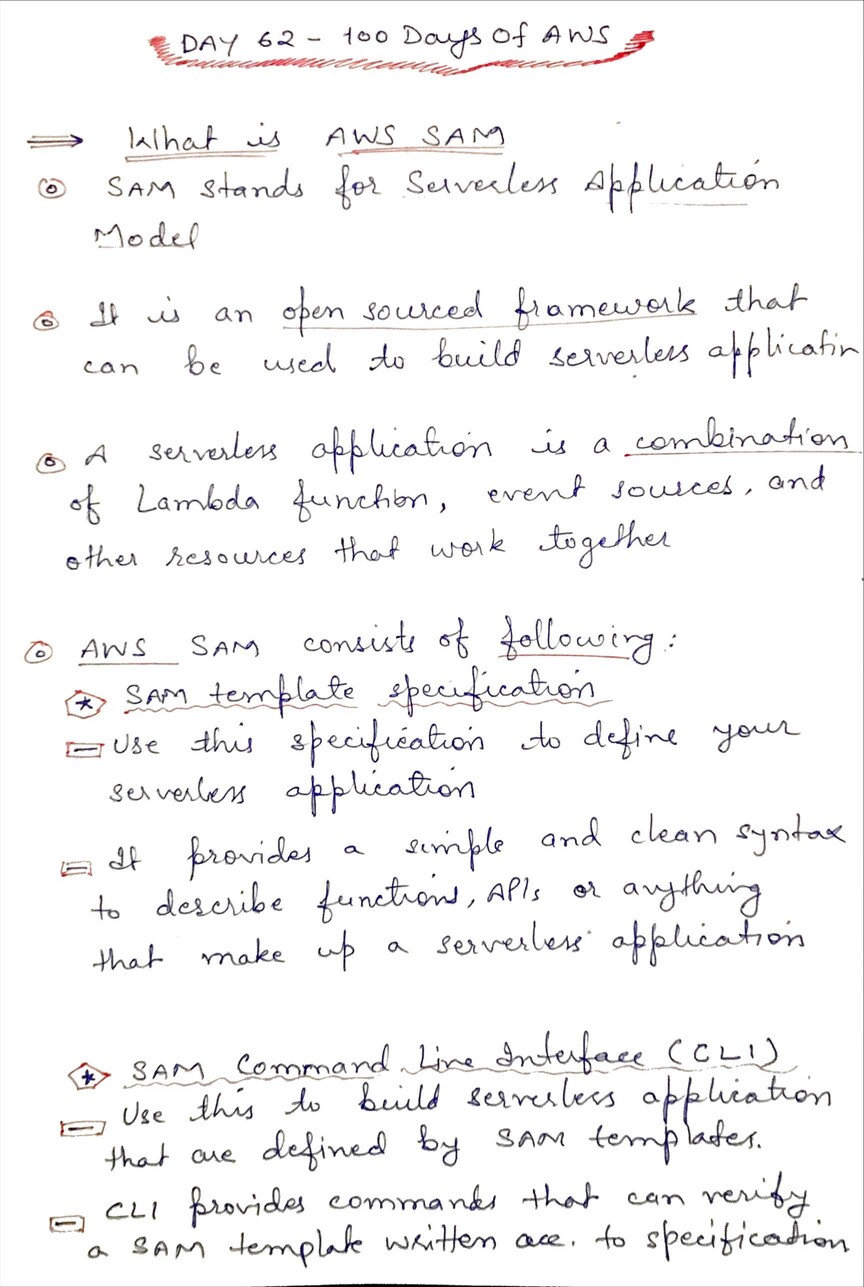 DAY 62 - 100 Days Of AWS
What is AWS SAM
SAM stands for Serverless Application
Model
It is an open sourced framework that
can be used to build serverless applicatin
A serverless application is a combination
of Lambda function, event sources, and
other resources that work together
AWS SAM consists of following:
SAM template specification
Use this specification to define your
serverless application
It provides a simple and clean syntax
to describe functions, APIs or anything
that make up a serverless application
SAM Command Line Interface (CLI)
Use this to build serverless application
that are defined by SAM templates.
CLI provides commands that can verify
a SAM template written acc. to specification